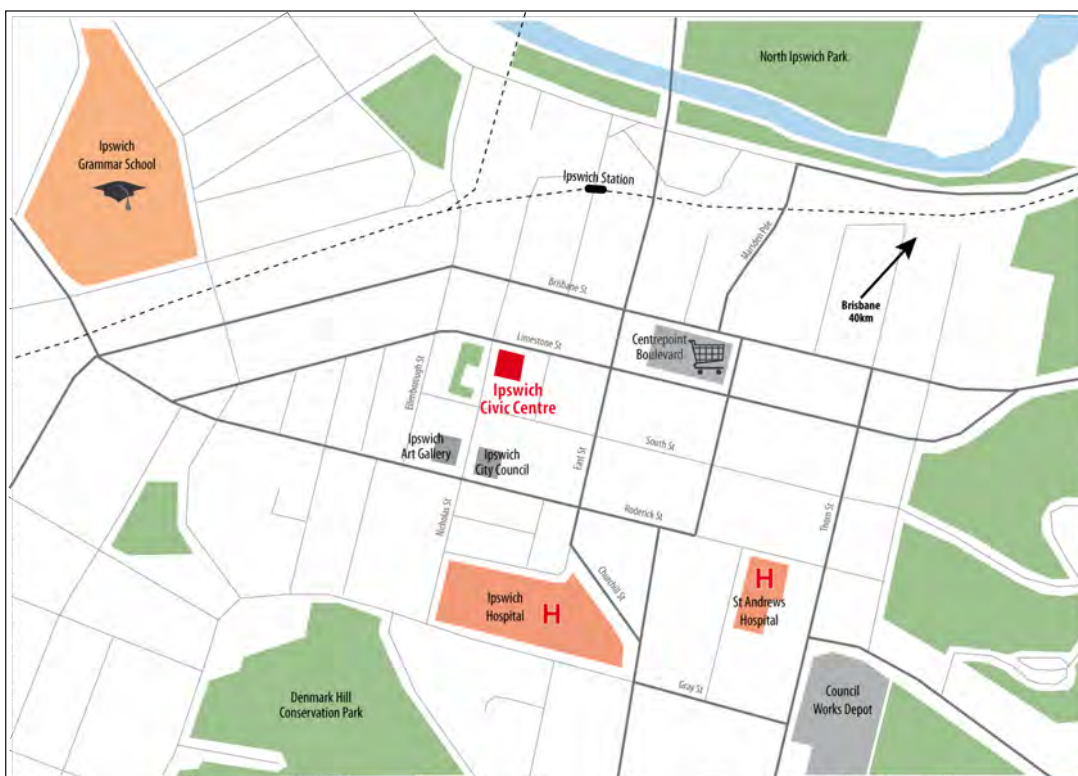 North Ipswich Park
Ipswich
Grammar School
Ipswich Station
Marsden Pde
Brisbane St
Brisbane
40km
Limestone St
Centrepoint
Boulevard
Ellenborough St
Ipswich
Civic Centre
Ipswich
Art Gallery
Ipswich
City Council
East St
South St
Nicholas St
Roderick St
Thorn St
Churchill St
Ipswich
Hospital
H
H
St Andrews
Hospital
Gray St
Denmark Hill
Conservation Park
Council
Works Depot